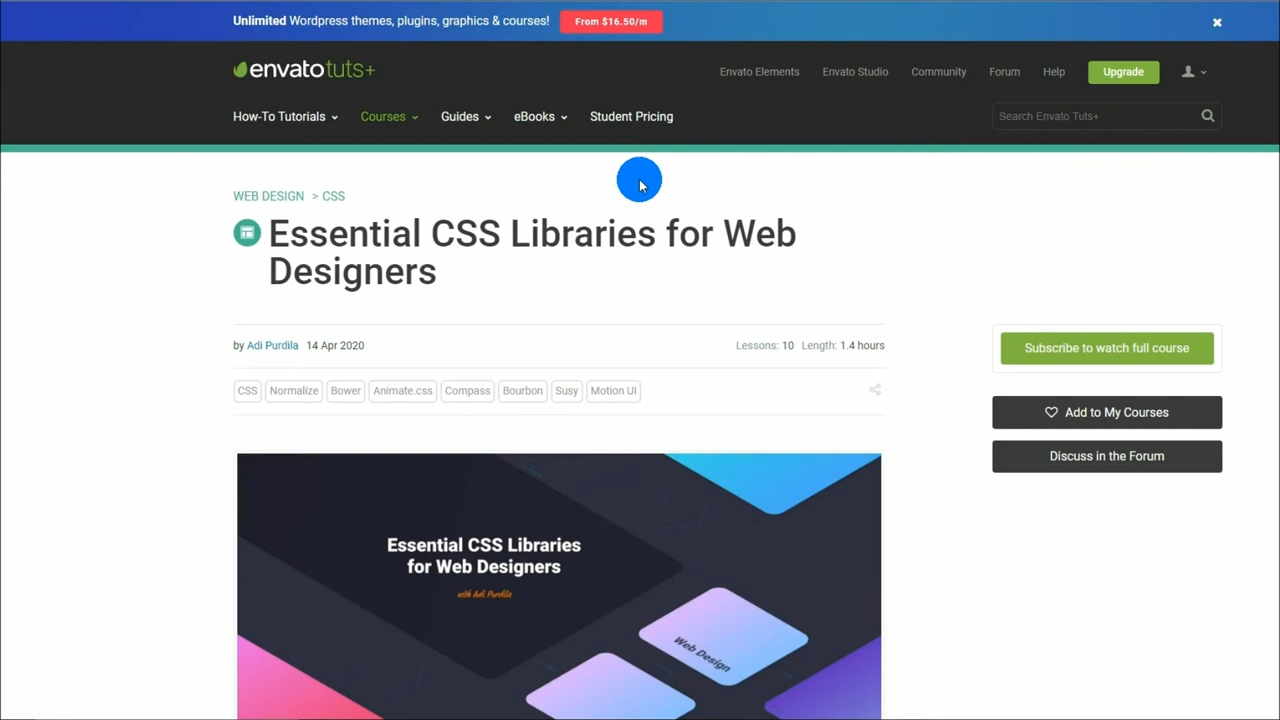 Unlimited Wordpress themes, plugins, graphics & courses! From $16.50/m
envatotuts+
Envato Elements Envato Studio Community Forum Help Upgrade
How-To Tutorials Courses Guides eBooks Student Pricing
Search Envato Tuts+
WEB DESIGN > CSS
Essential CSS Libraries for Web
Designers
by Adi Purdila 14 Apr 2020 Lessons: 10 Length: 1.4 hours
Subscribe to watch full course
CSS Normalize Bower Animate.css Compass Bourbon Susy Motion UI
Add to My Courses
Discuss in the Forum
Essential CSS Libraries
for Web Designers
with Adi Purdila
Web Design